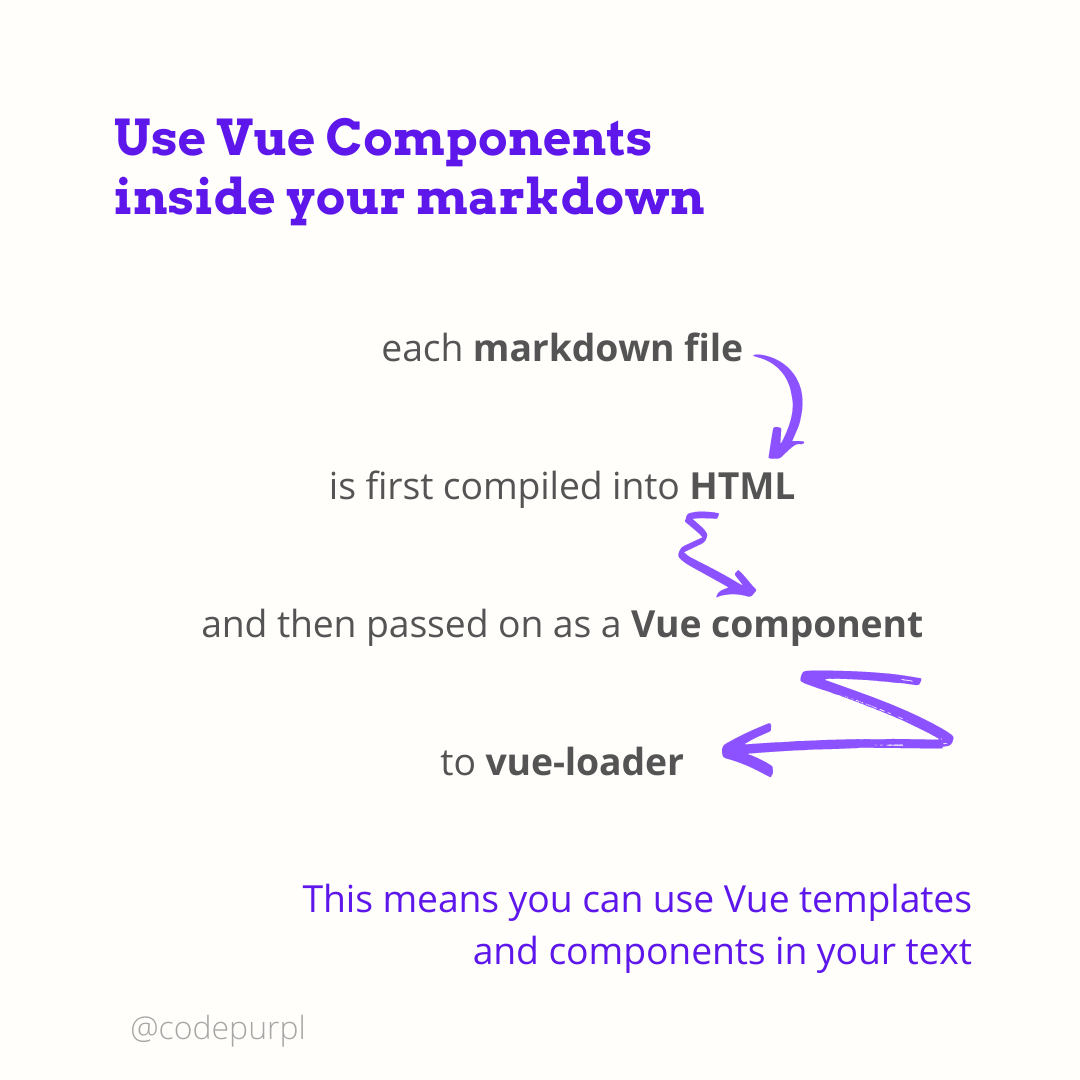 Use Vue Components
inside your markdown
each markdown file
is first compiled into HTML
and then passed on as a Vue component
to vue-loader
This means you can use Vue templates
and components in your text
@codepurpl